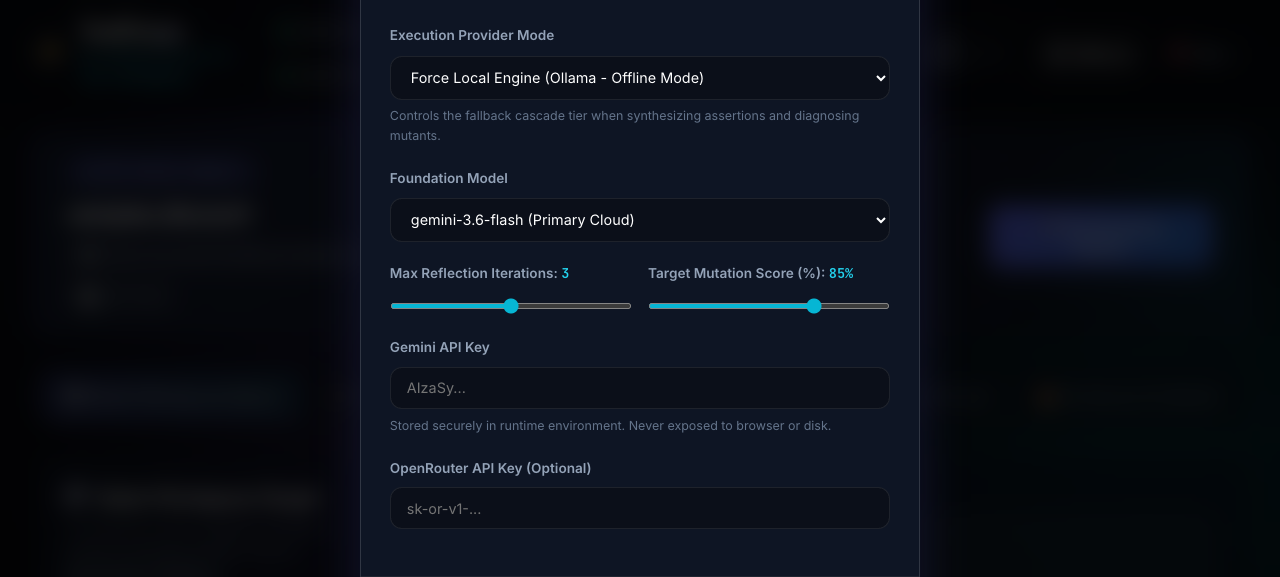 Execution Provider Mode
Force Local Engine (Ollama - Offline Mode)
Controls the fallback cascade tier when synthesizing assertions and diagnosing
mutants.
Foundation Model
gemini-3.6-flash (Primary Cloud)
Max Reflection Iterations: 3
Target Mutation Score (%): 85%
Gemini API Key
AIzaSy...
Stored securely in runtime environment. Never exposed to browser or disk.
OpenRouter API Key (Optional)
sk-or-v1-...